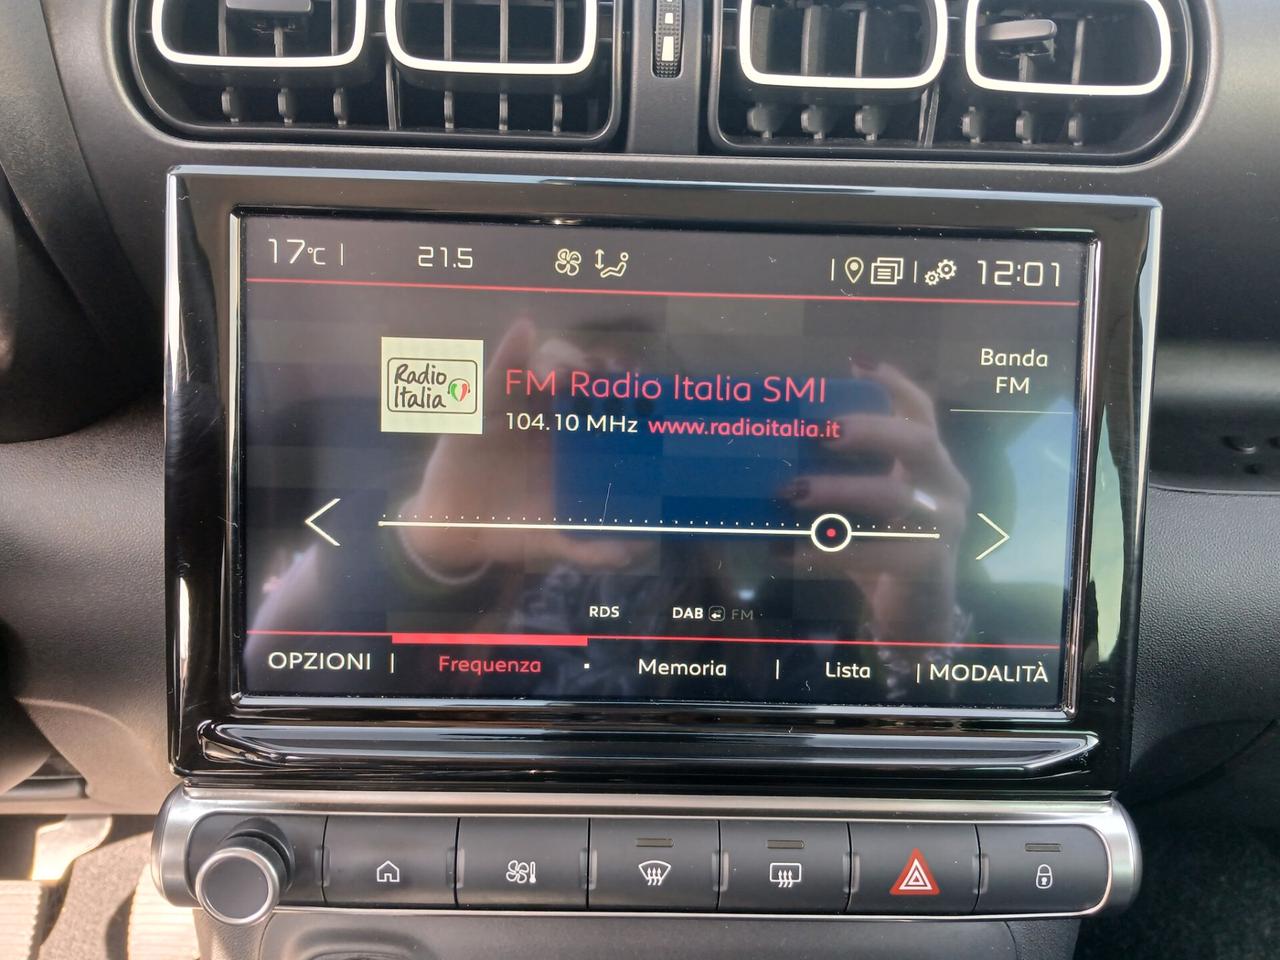 17°C | 21.5 12:01
Radio
Italia
FM Radio Italia SMI
104.10 MHz www.radioitalia.it
Banda
FM
RDS DAB FM
OPZIONI | Frequenza Memoria | Lista | MODALITÀ